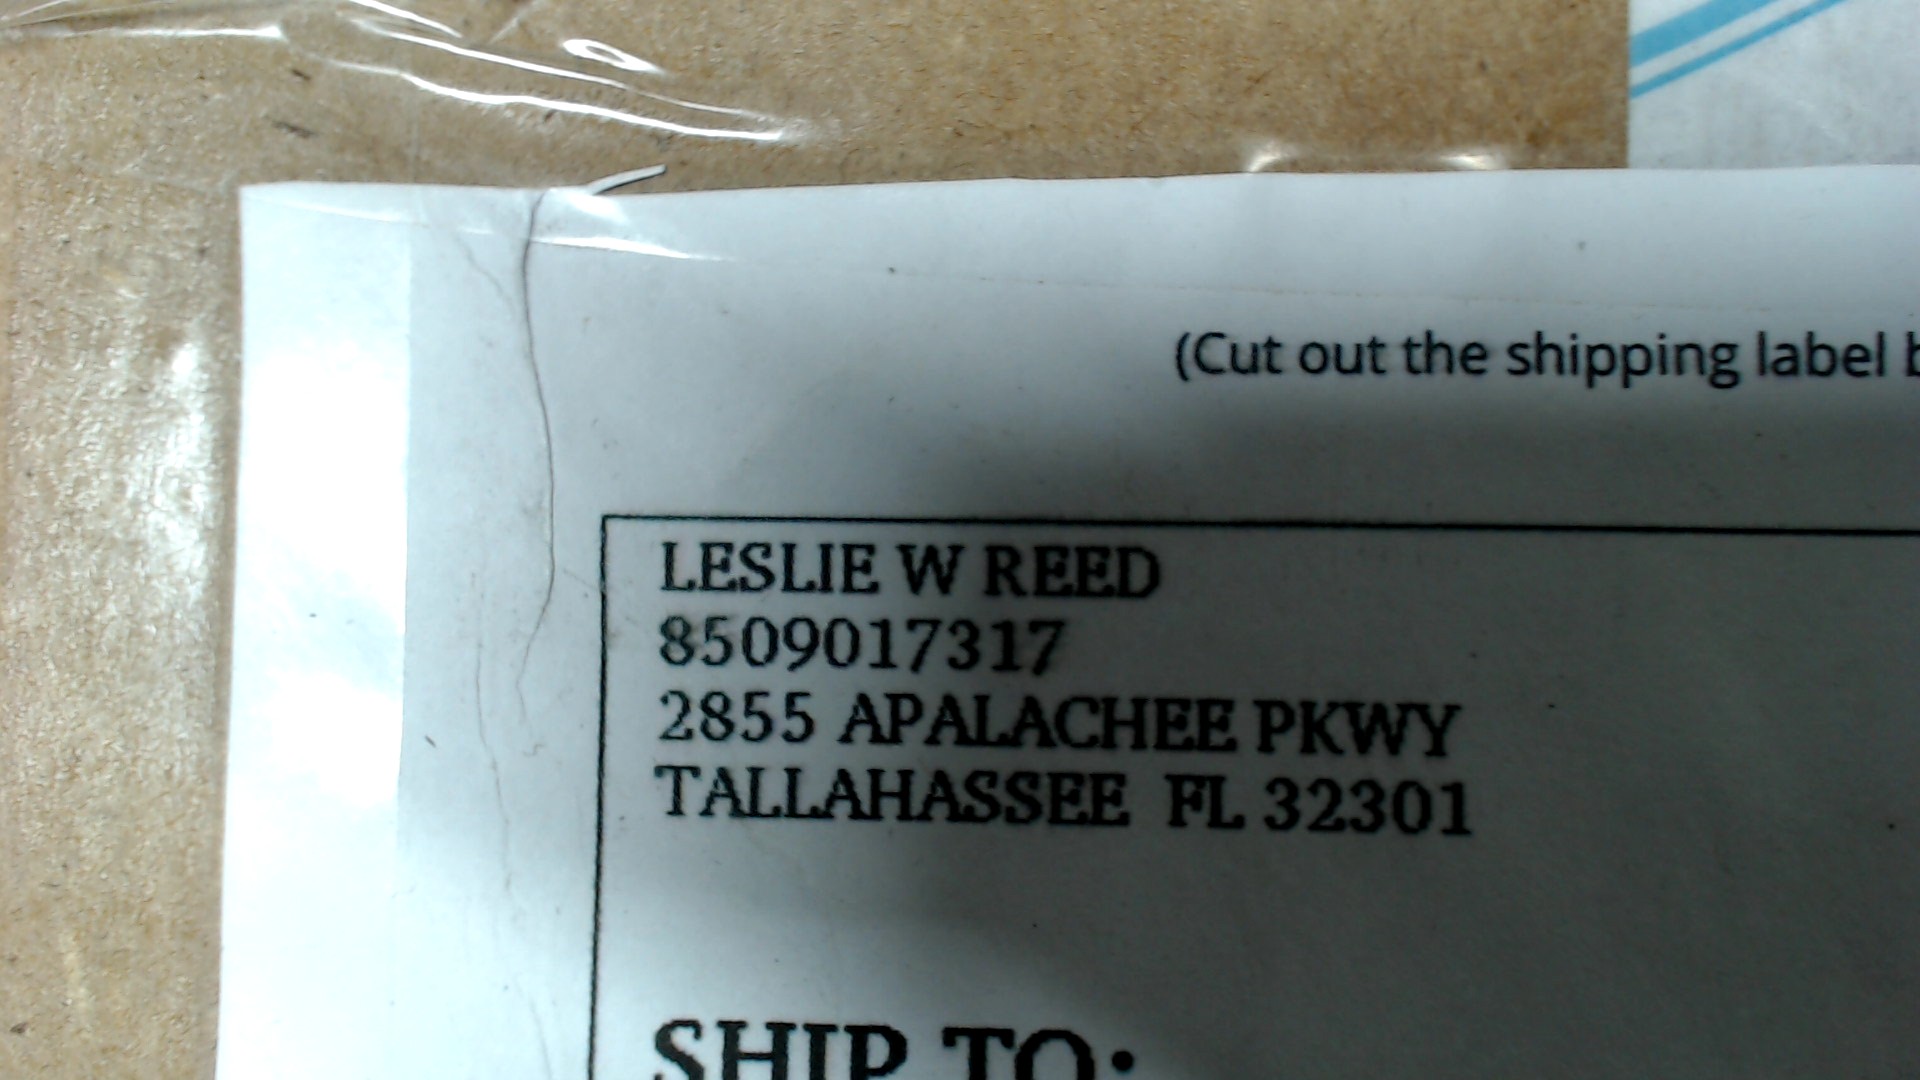 (Cut out the shipping label
LESLIE W REED
8509017317
2855 APALACHEE PKWY
TALLAHASSEE FL 32301
SHIP TO: